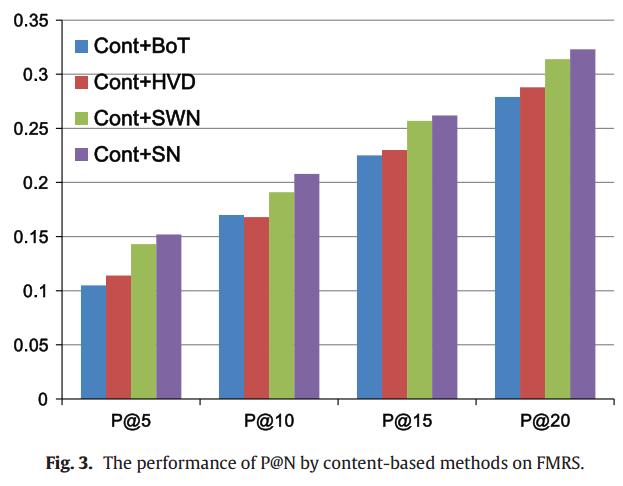 0.35
Cont+BoT
0.3
Cont+HVD
0.25
Cont+SWN
Cont+SN
0.2
0.15
0.1
0.05
0
P@5 P@10 P@15 P@20
Fig. 3. The performance of P@N by content-based methods on FMRS.